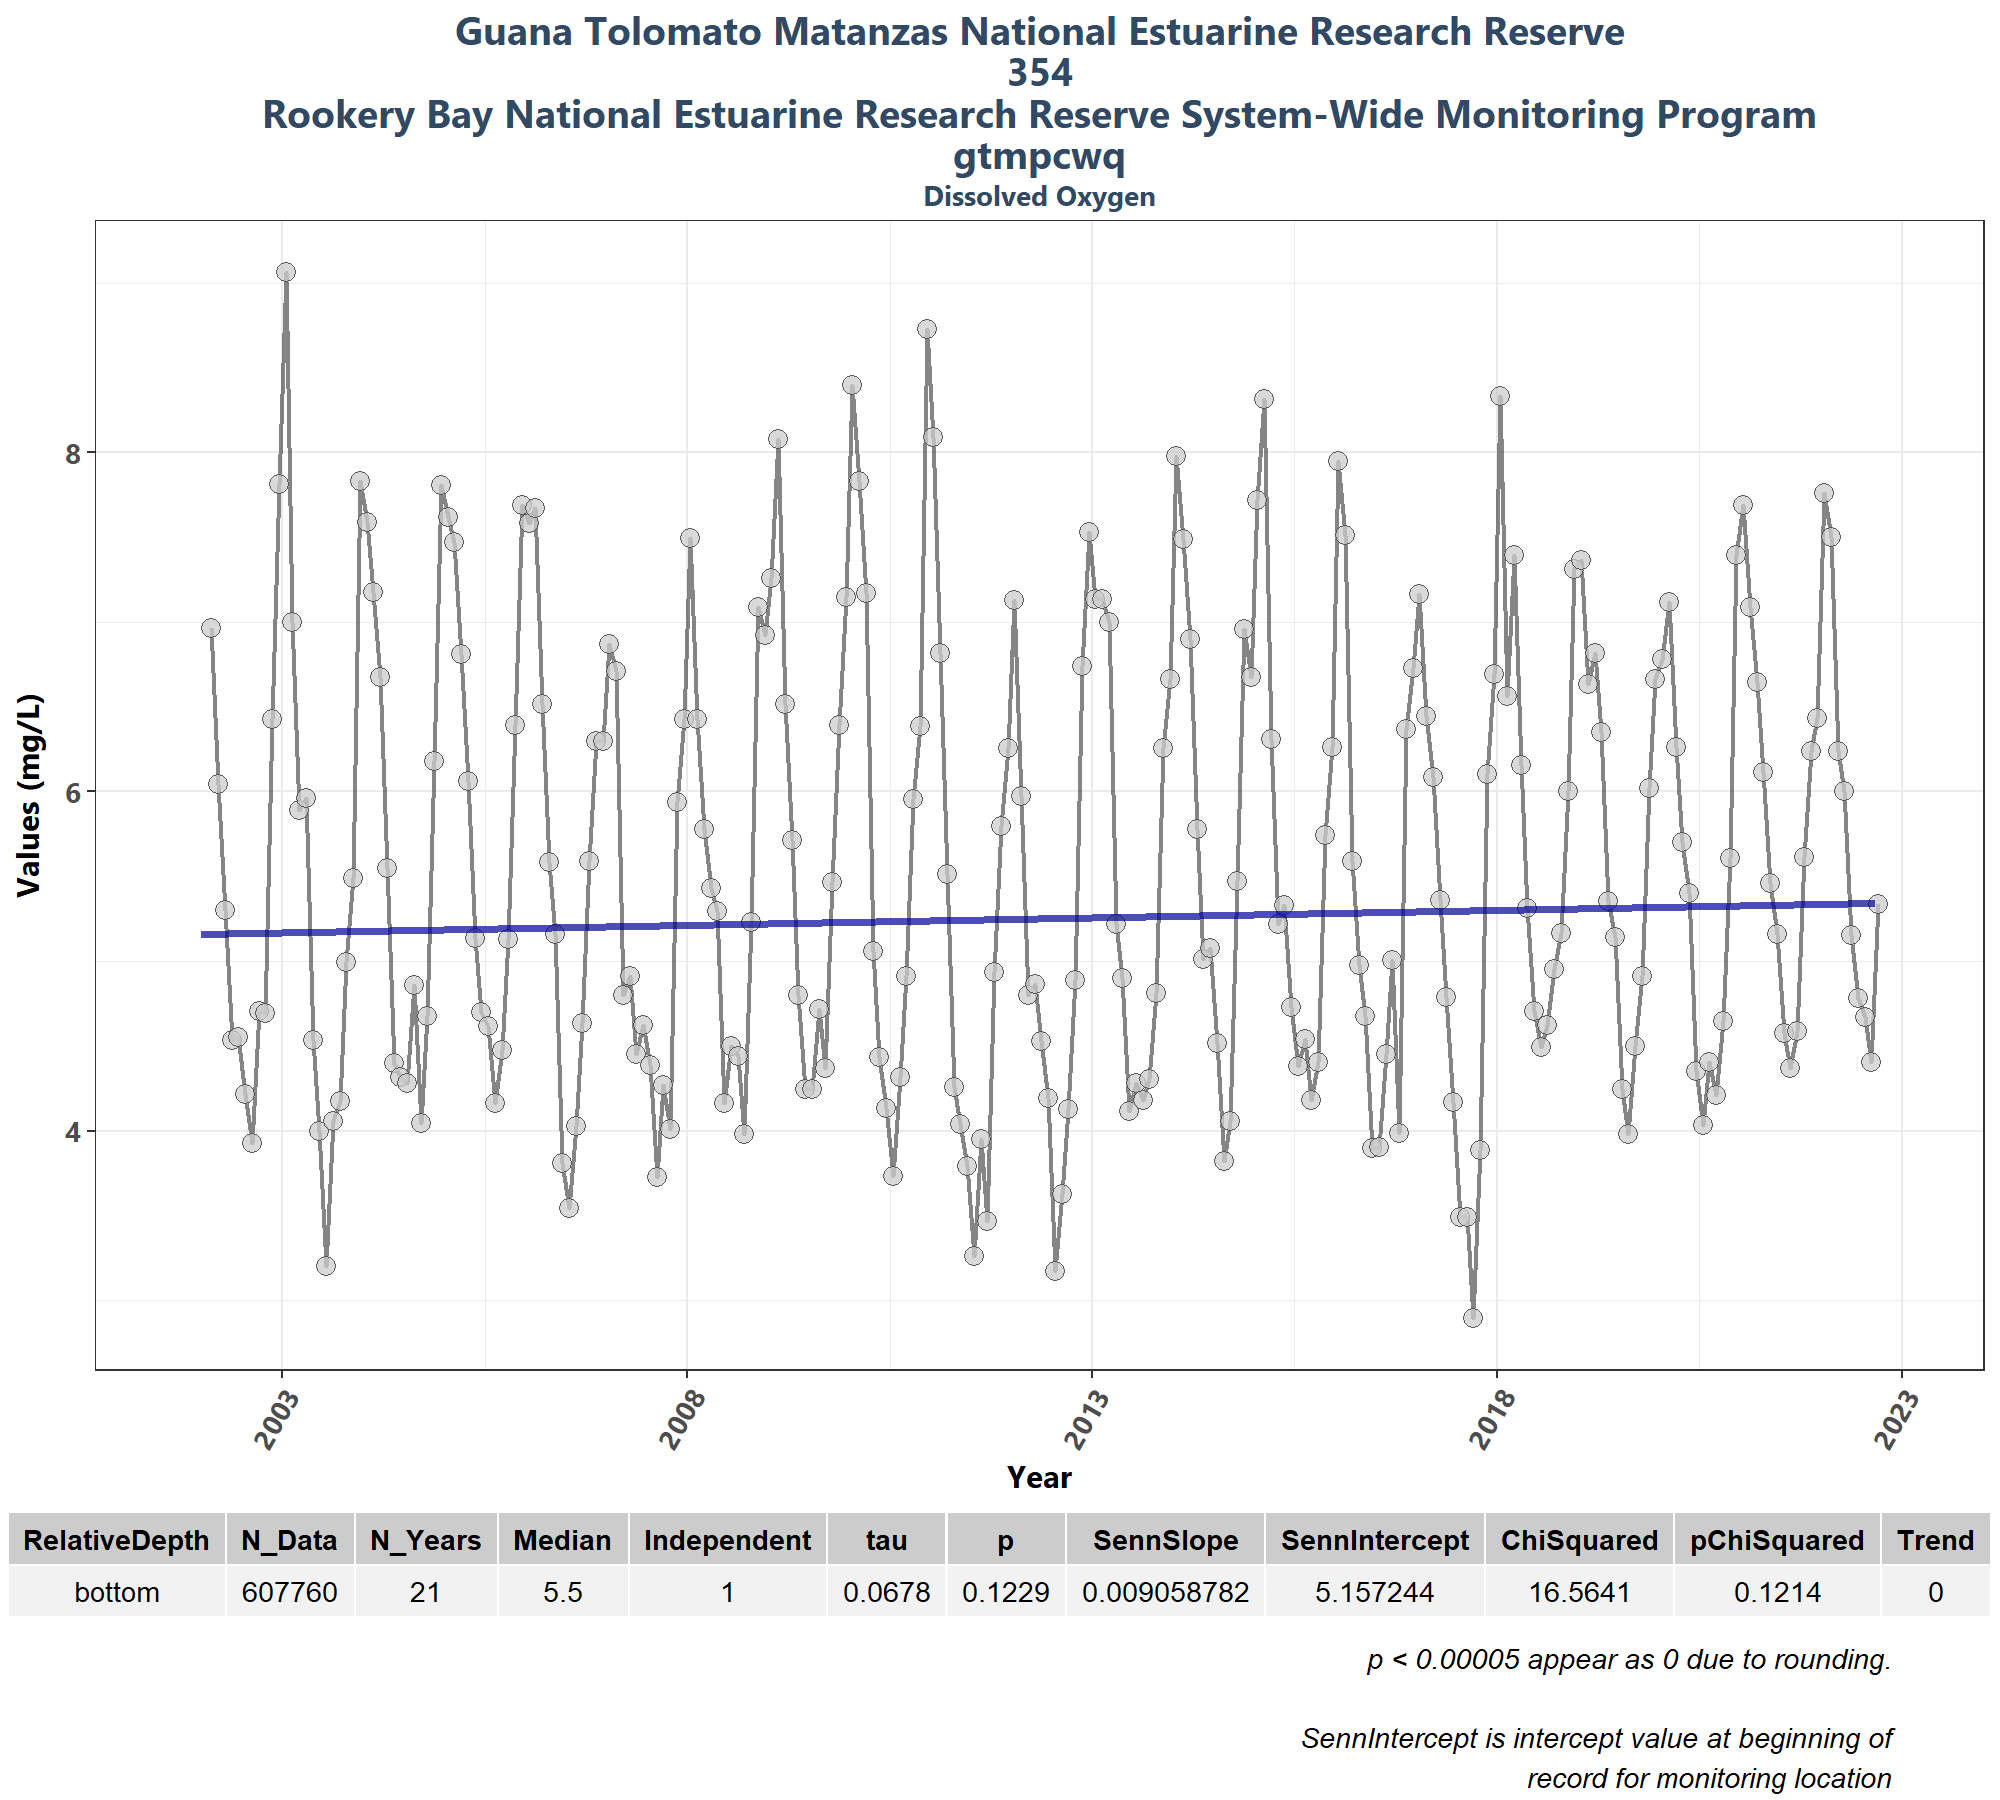 Guana Tolomato Matanzas National Estuarine Research Reserve
354
Rookery Bay National Estuarine Research Reserve System-Wide Monitoring Program
gtmpcwq
Dissolved Oxygen
8
6
4
Values (mg/L)
2003 2008 2013 2018 2023
Year
RelativeDepth N_Data N_Years Median Independent tau p SennSlope SennIntercept ChiSquared pChiSquared Trend
bottom 607760 21 5.5 1 0.0678 0.1229 0.009058782 5.157244 16.5641 0.1214 0
p < 0.00005 appear as 0 due to rounding.
SennIntercept is intercept value at beginning of
record for monitoring location